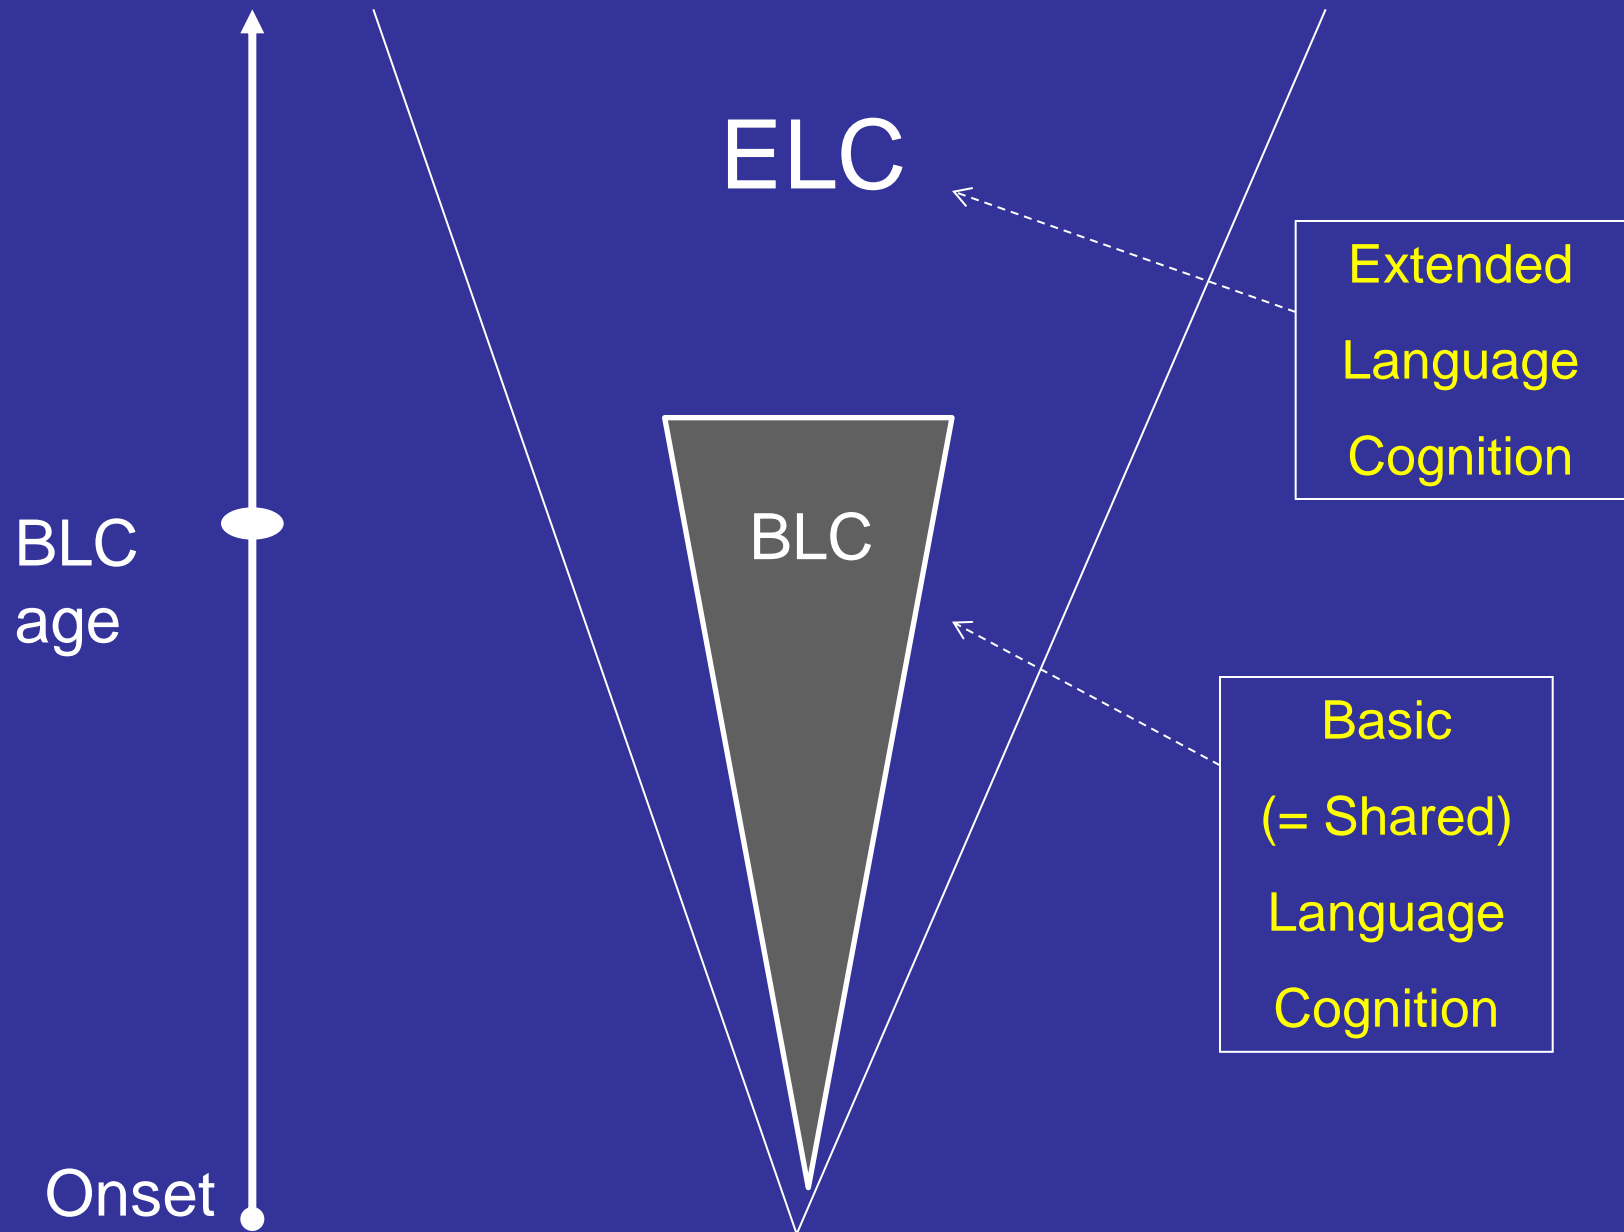 ELC
Extended
Language
Cognition
BLC
age
BLC
Basic
(= Shared)
Language
Cognition
Onset